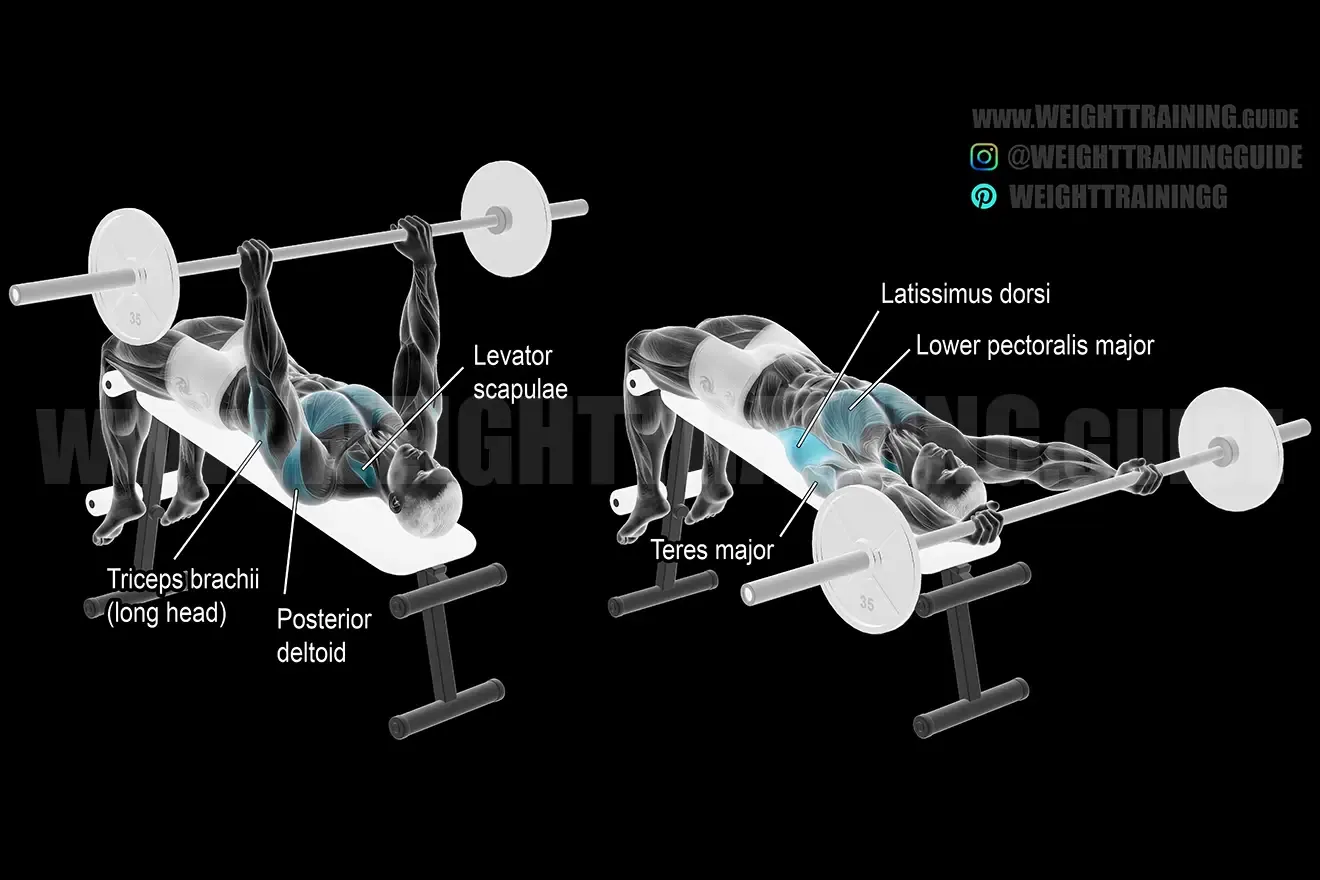 www.WEIGHTTRAINING.GUIDE
@WEIGHTTRAININGGUIDE
WEIGHTTRAININGG
Latissimus dorsi
Lower pectoralis major
Levator
scapulae
35
www.WEIGHTTRAINING.GUIDE
Teres major
Triceps brachii
(long head)
Posterior
deltoid
35